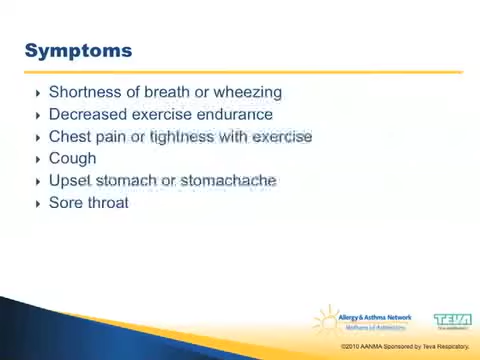 Symptoms
Shortness of breath or wheezing
Decreased exercise endurance
Chest pain or tightness with exercise
Cough
Upset stomach or stomachache
Sore throat
Allergy & Asthma Network
Mothers of Asthmatics
TEVA
©2010 AANMA Sponsored by Teva Respiratory.